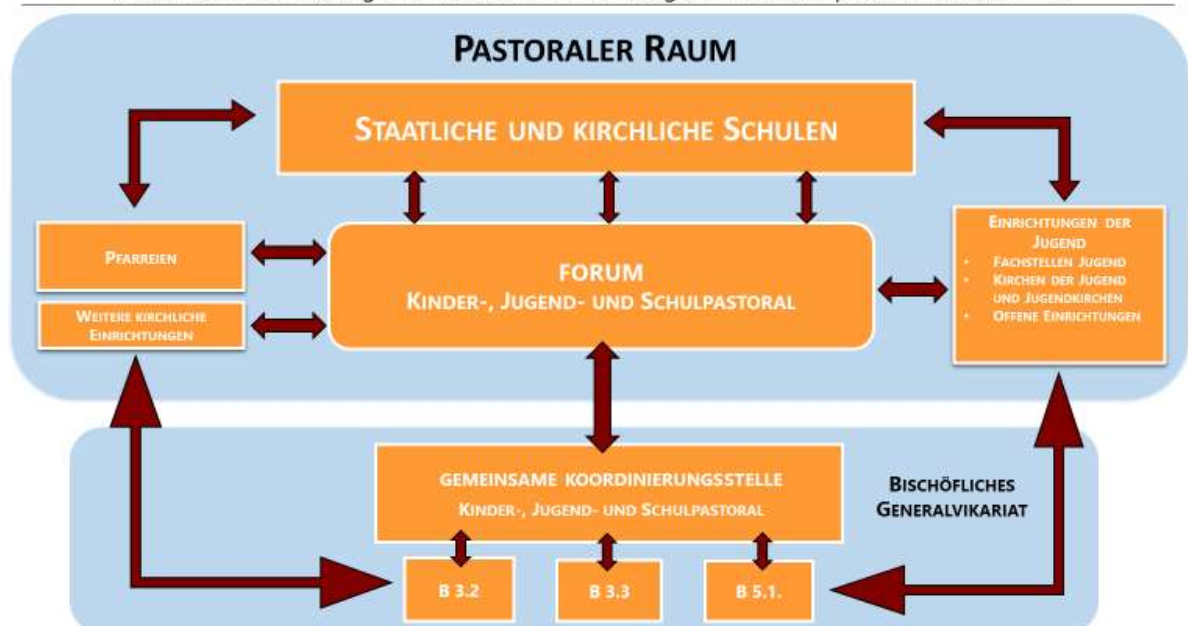 PASTORALER RAUM
STAATLICHE UND KIRCHLICHE SCHULEN
PFARREIEN
WEITERE KIRCHLICHE
EINRICHTUNGEN
FORUM
KINDER-, JUGEND- UND SCHULPASTORAL
EINRICHTUNGEN DER
JUGEND
• FACHSTELLEN JUGEND
• KIRCHEN DER JUGEND
UND JUGENDKIRCHEN
• OFFENE EINRICHTUNGEN
GEMEINSAME KOORDINIERUNGSSTELLE
KINDER-, JUGEND- UND SCHULPASTORAL
BISCHÖFLICHES
GENERALVIKARIAT
B 3.2
B 3.3
B 5.1.